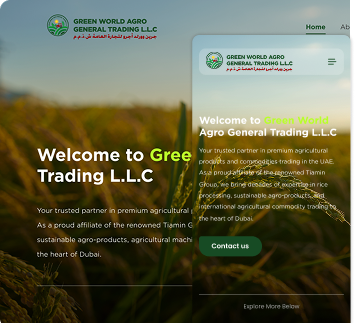 GREEN WORLD AGRO
GENERAL TRADING L.L.C
جرين وورلد أجرو للتجارة العامة ش.ذ.م.م
Home
Ab
Welcome to Gree
Trading L.L.C
Your trusted partner in premium agricultural
As a proud affiliate of the renowned Tiamin G
sustainable agro-products, agricultural machi
the heart of Dubai.
GREEN WORLD AGRO
GENERAL TRADING L.L.C
جرين وورلد أجرو للتجارة العامة ش.ذ.م.م
Welcome to Green World
Agro General Trading L.L.C
Your trusted partner in premium agricultural
products and commodities trading in the UAE.
As a proud affiliate of the renowned Tiamin
Group, we bring decades of expertise in rice
processing, sustainable agro-products, and
international agricultural commodity trading to
the heart of Dubai.
Contact us
Explore More Below